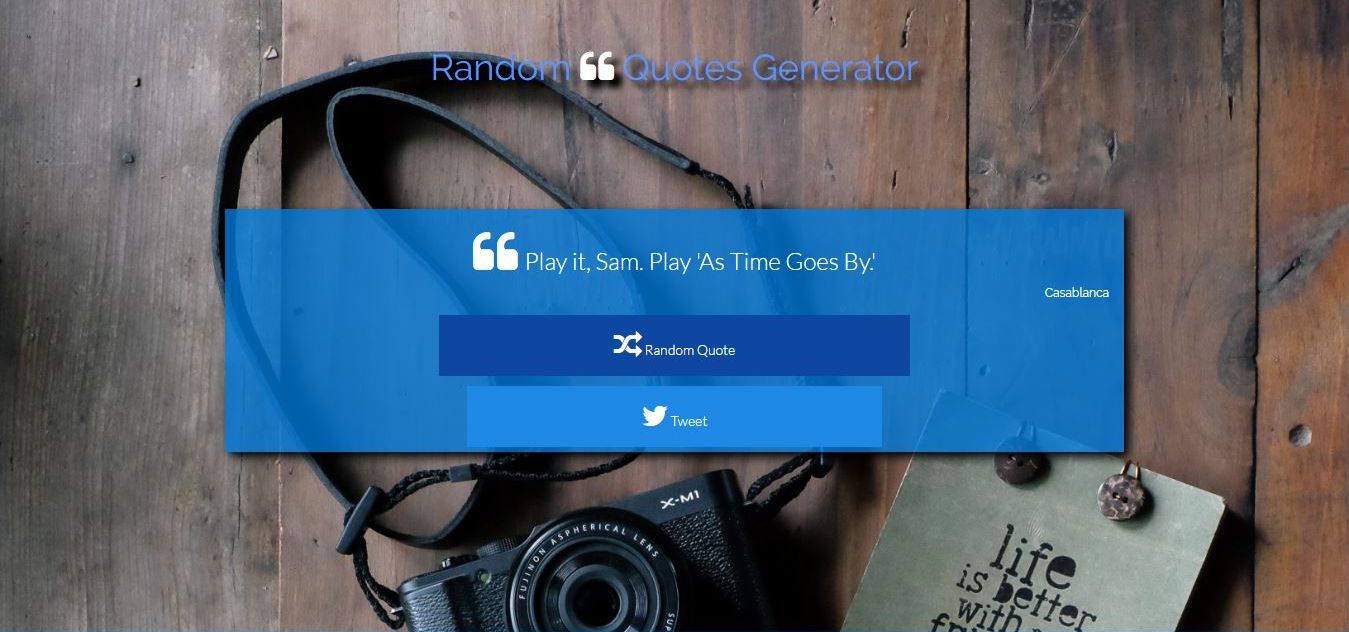 Random Quotes Generator
Play it, Sam. Play 'As Time Goes By.'
Casablanca
Random Quote
Tweet
X-M1
FUJINON ASPHERICAL LENS
life
is better
with